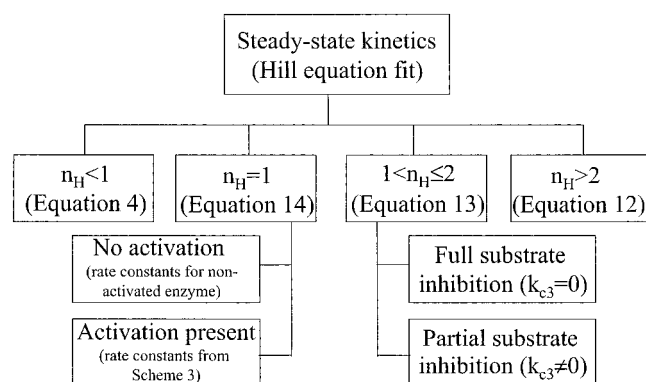 Steady-state kinetics
(Hill equation fit)
n_H<1
(Equation 4)
n_H=1
(Equation 14)
1<n_H≤2
(Equation 13)
n_H>2
(Equation 12)
No activation
(rate constants for non-
activated enzyme)
Activation present
(rate constants from
Scheme 3)
Full substrate
inhibition (k_c3=0)
Partial substrate
inhibition (k_c3≠0)